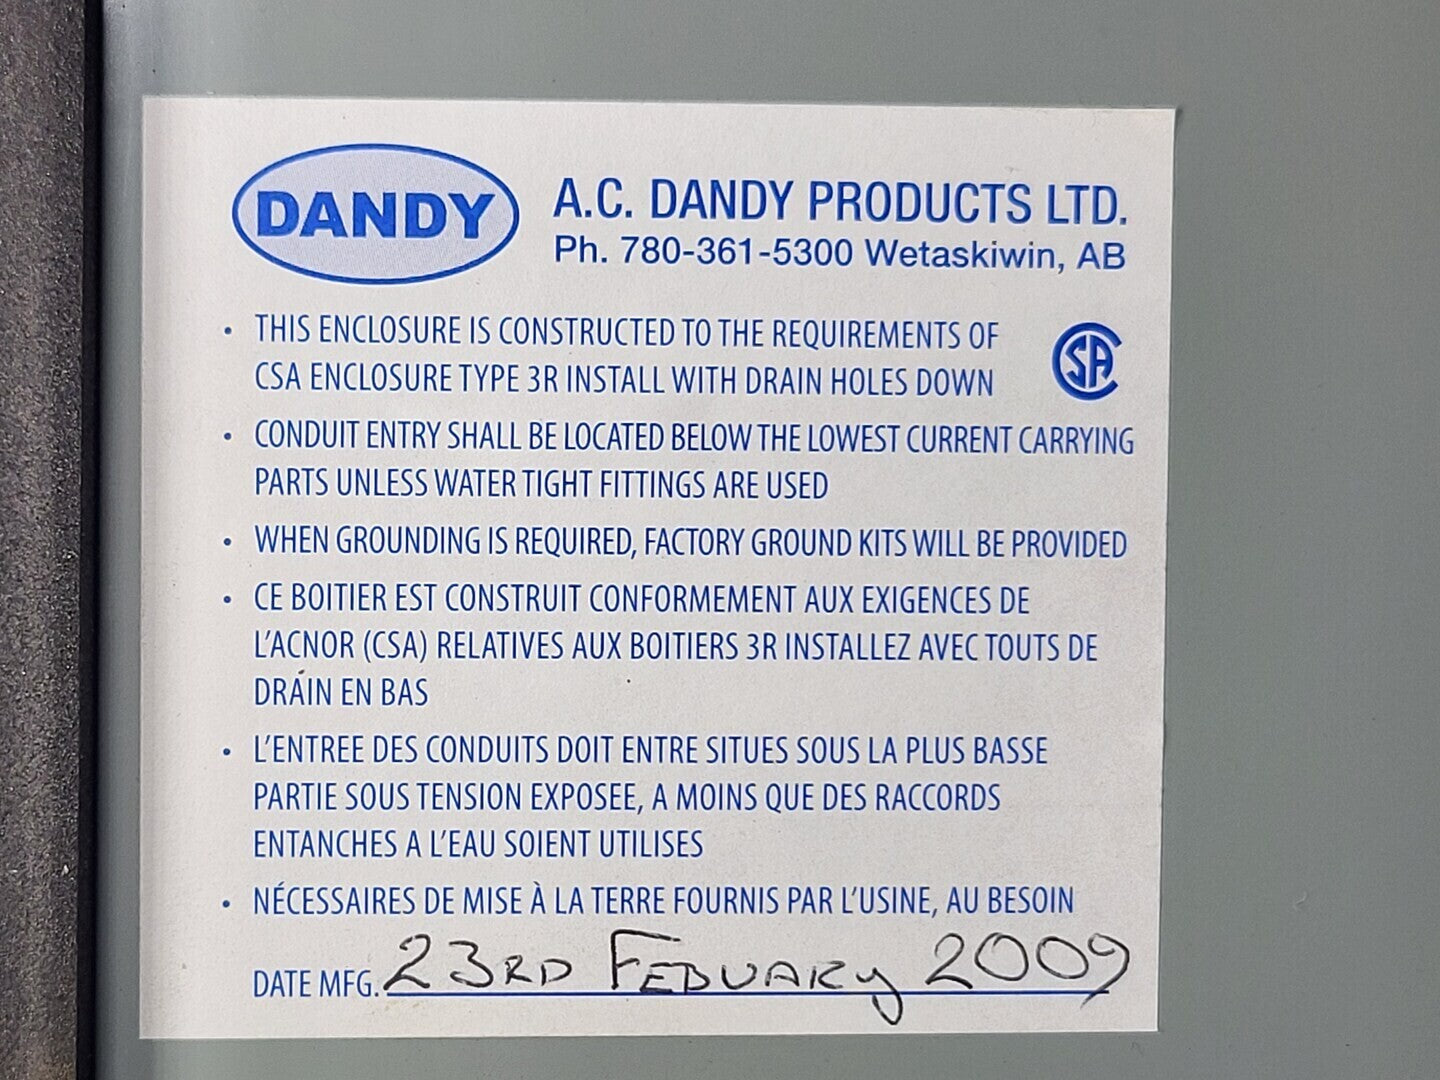 DANDY
A.C. DANDY PRODUCTS LTD.
Ph. 780-361-5300 Wetaskiwin, AB
• THIS ENCLOSURE IS CONSTRUCTED TO THE REQUIREMENTS OF
CSA ENCLOSURE TYPE 3R INSTALL WITH DRAIN HOLES DOWN
CSA
• CONDUIT ENTRY SHALL BE LOCATED BELOW THE LOWEST CURRENT CARRYING
PARTS UNLESS WATER TIGHT FITTINGS ARE USED
• WHEN GROUNDING IS REQUIRED, FACTORY GROUND KITS WILL BE PROVIDED
• CE BOITIER EST CONSTRUIT CONFORMEMENT AUX EXIGENCES DE
L'ACNOR (CSA) RELATIVES AUX BOITIERS 3R INSTALLEZ AVEC TOUTS DE
DRAIN EN BAS
• L'ENTREE DES CONDUITS DOIT ENTRE SITUES SOUS LA PLUS BASSE
PARTIE SOUS TENSION EXPOSEE, A MOINS QUE DES RACCORDS
ENTANCHES A L'EAU SOIENT UTILISES
• NÉCESSAIRES DE MISE À LA TERRE FOURNIS PAR L'USINE, AU BESOIN
DATE MFG. 23RD FEBUARY 2009